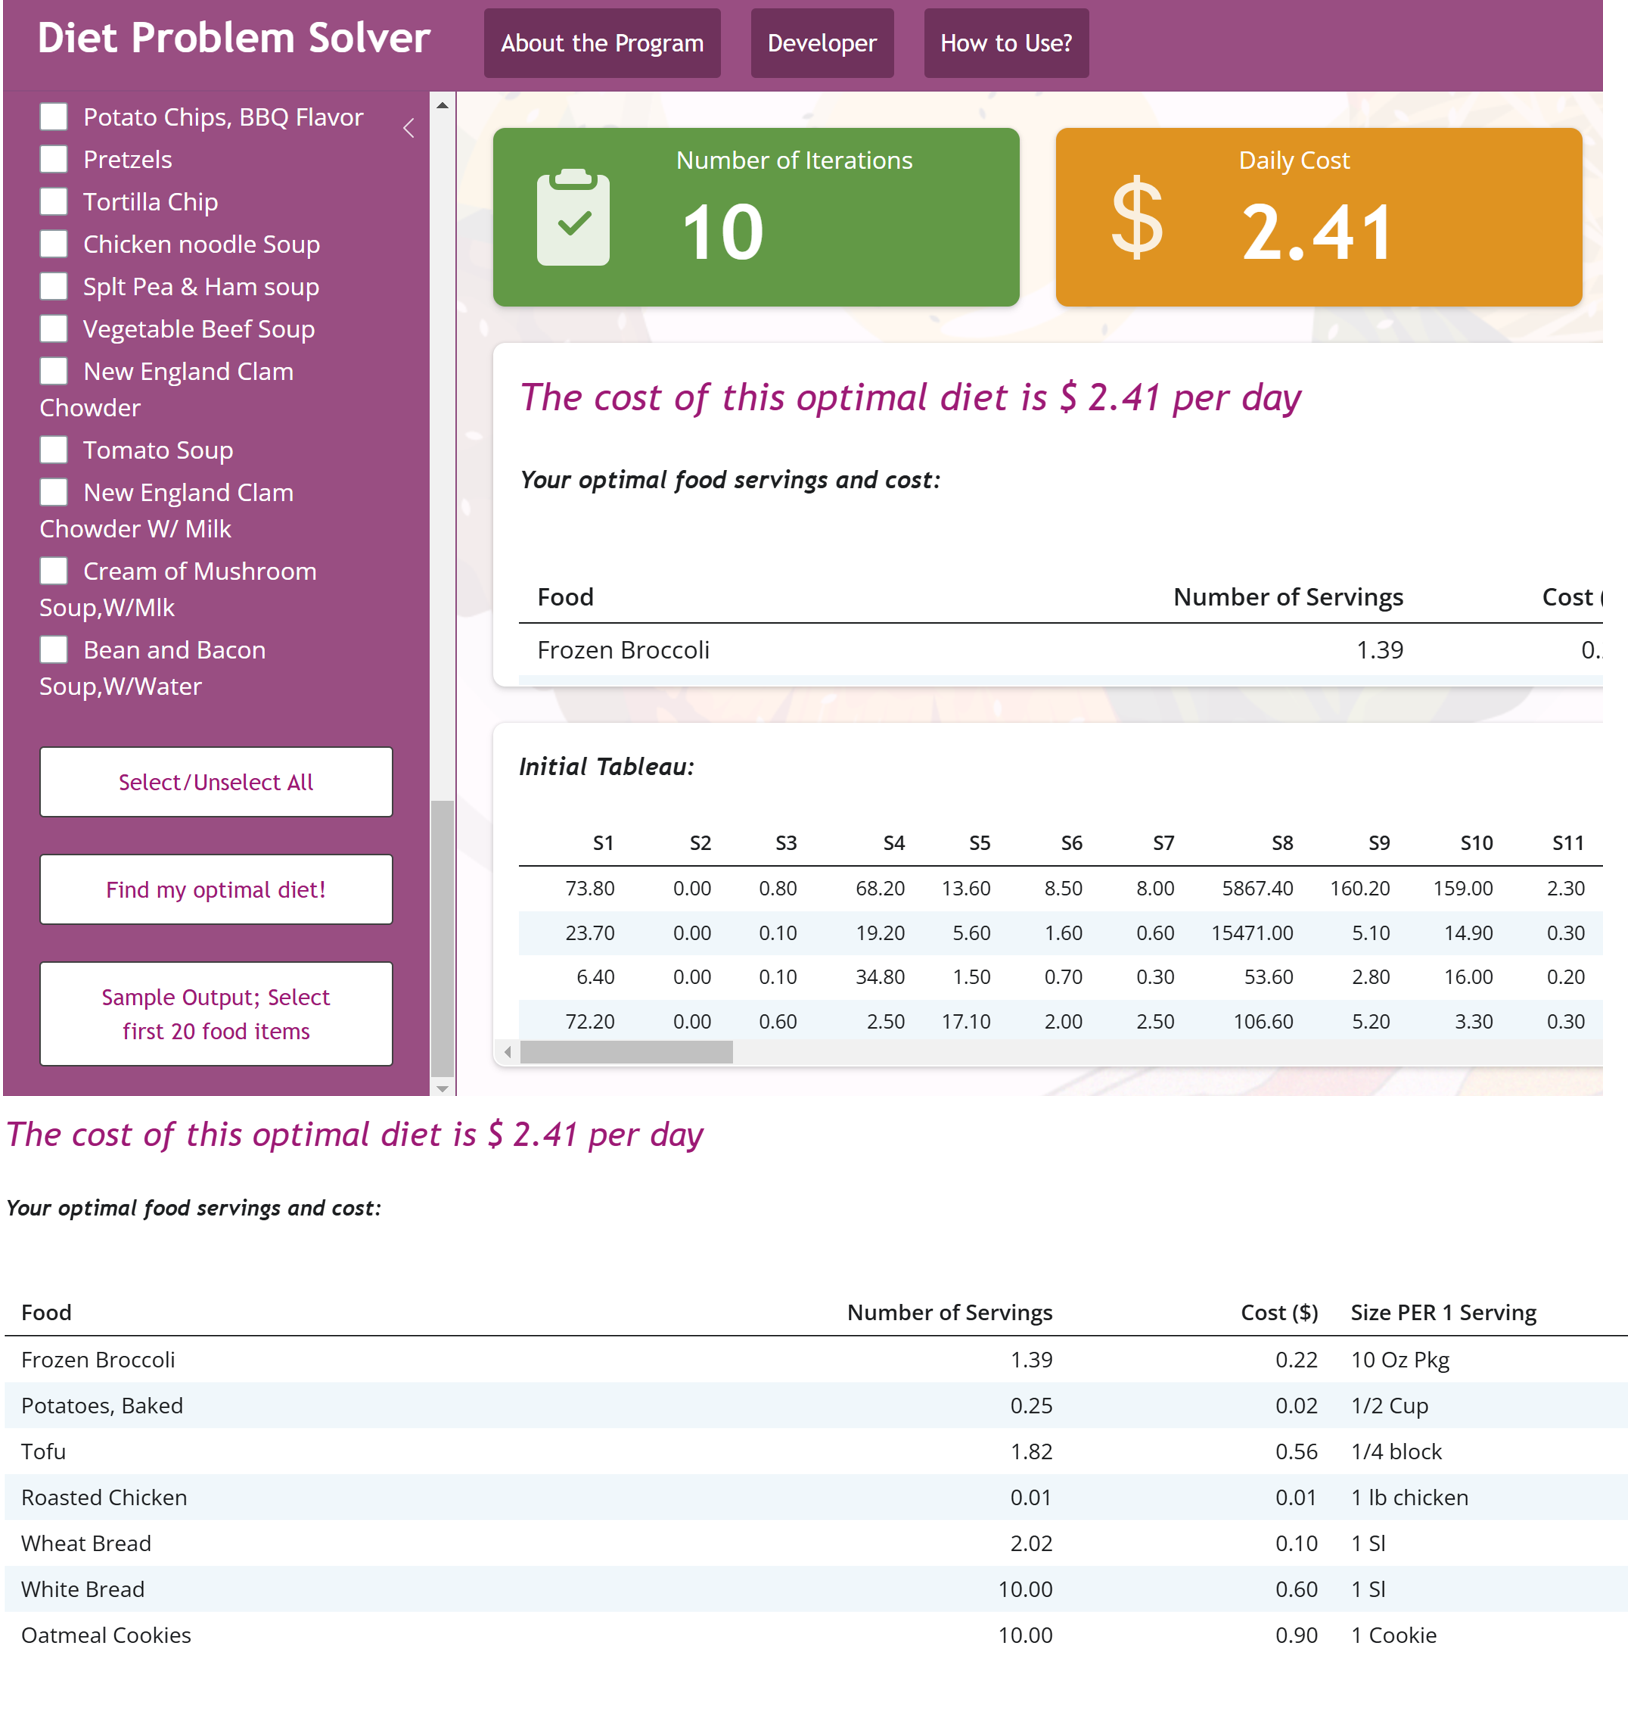 Diet Problem Solver
About the Program
Developer
How to Use?
Potato Chips, BBQ Flavor
Pretzels
Tortilla Chip
Chicken noodle Soup
Splt Pea & Ham soup
Vegetable Beef Soup
New England Clam
Chowder
Tomato Soup
New England Clam
Chowder W/ Milk
Cream of Mushroom
Soup,W/Mlk
Bean and Bacon
Soup,W/Water
Select/Unselect All
Find my optimal diet!
Sample Output; Select
first 20 food items
Number of Iterations
10
$
Daily Cost
2.41
The cost of this optimal diet is $ 2.41 per day
Your optimal food servings and cost:
Food Number of Servings Cost (
Frozen Broccoli 1.39 0.
Initial Tableau:
S1 S2 S3 S4 S5 S6 S7 S8 S9 S10 S11
73.80 0.00 0.80 68.20 13.60 8.50 8.00 5867.40 160.20 159.00 2.30
23.70 0.00 0.10 19.20 5.60 1.60 0.60 15471.00 5.10 14.90 0.30
6.40 0.00 0.10 34.80 1.50 0.70 0.30 53.60 2.80 16.00 0.20
72.20 0.00 0.60 2.50 17.10 2.00 2.50 106.60 5.20 3.30 0.30
The cost of this optimal diet is $ 2.41 per day
Your optimal food servings and cost:
Food Number of Servings Cost ($) Size PER 1 Serving
Frozen Broccoli 1.39 0.22 10 Oz Pkg
Potatoes, Baked 0.25 0.02 1/2 Cup
Tofu 1.82 0.56 1/4 block
Roasted Chicken 0.01 0.01 1 lb chicken
Wheat Bread 2.02 0.10 1 Sl
White Bread 10.00 0.60 1 Sl
Oatmeal Cookies 10.00 0.90 1 Cookie